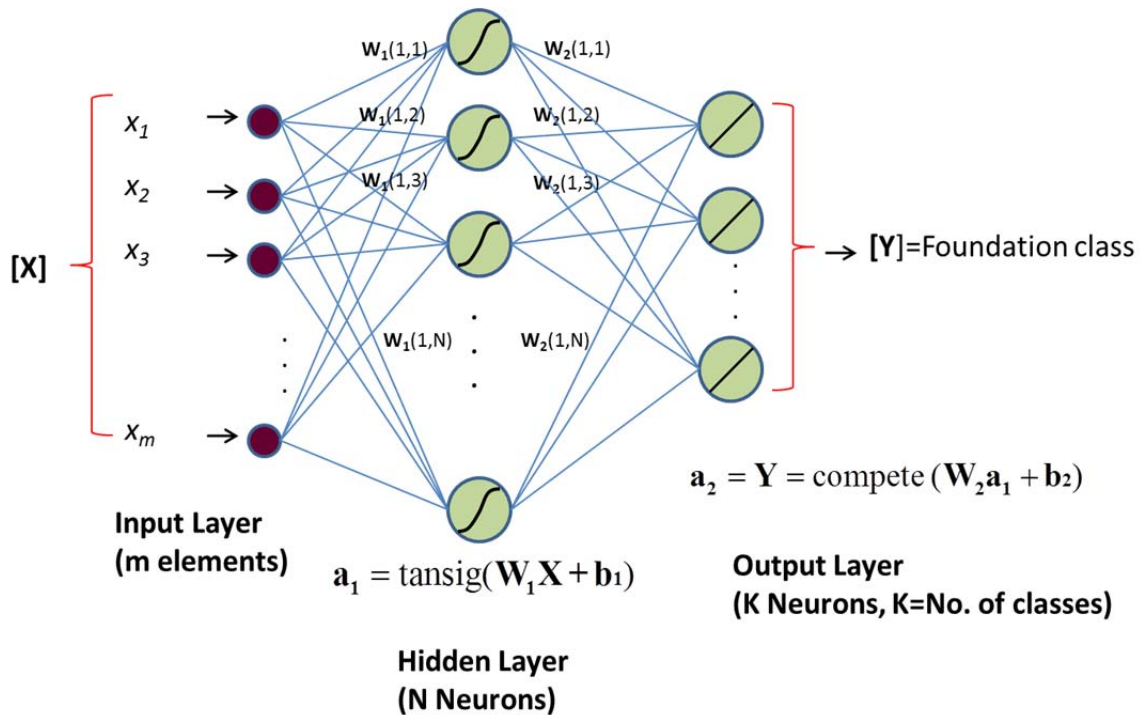 W₁(1,1)
W₂(1,1)
x₁
W₁(1,2)
W₂(1,2)
x₂
W₁(1,3)
W₂(1,3)
x₃
[X]
[Y]=Foundation class
W₁(1,N)
W₂(1,N)
xₘ
a₂ = Y = compete (W₂a₁ + b₂)
Input Layer
(m elements)
a₁ = tansig(W₁X + b₁)
Output Layer
(K Neurons, K=No. of classes)
Hidden Layer
(N Neurons)